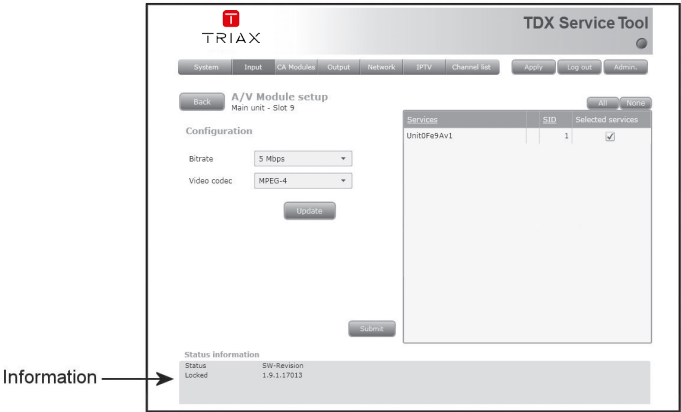 TRIAX
TDX Service Tool
System Input CA Modules Output Network IPTV Channel list Apply Log out Admin.
Back
A/V Module setup
Main unit - Slot 9
All None
Configuration
Services SID Selected services
Unit0Fe9Av1 1
Bitrate 5 Mbps
Video codec MPEG-4
Update
Submit
Status information
Status SW-Revision
Locked 1.9.1.17013
Information